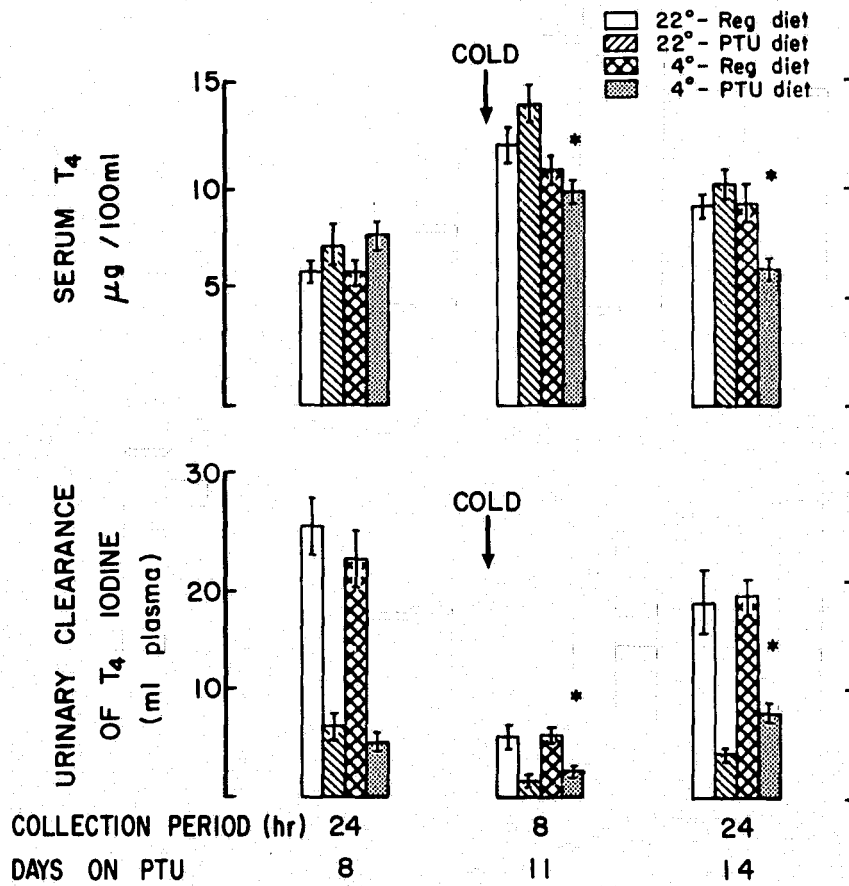 22°- Reg diet
22°- PTU diet
4°- Reg diet
4°- PTU diet
COLD
15
10
5
SERUM T4
µg /100ml
*
*
30
20
10
URINARY CLEARANCE
OF T4 IODINE
(ml plasma)
COLD
*
*
COLLECTION PERIOD (hr) 24 8 24
DAYS ON PTU 8 11 14